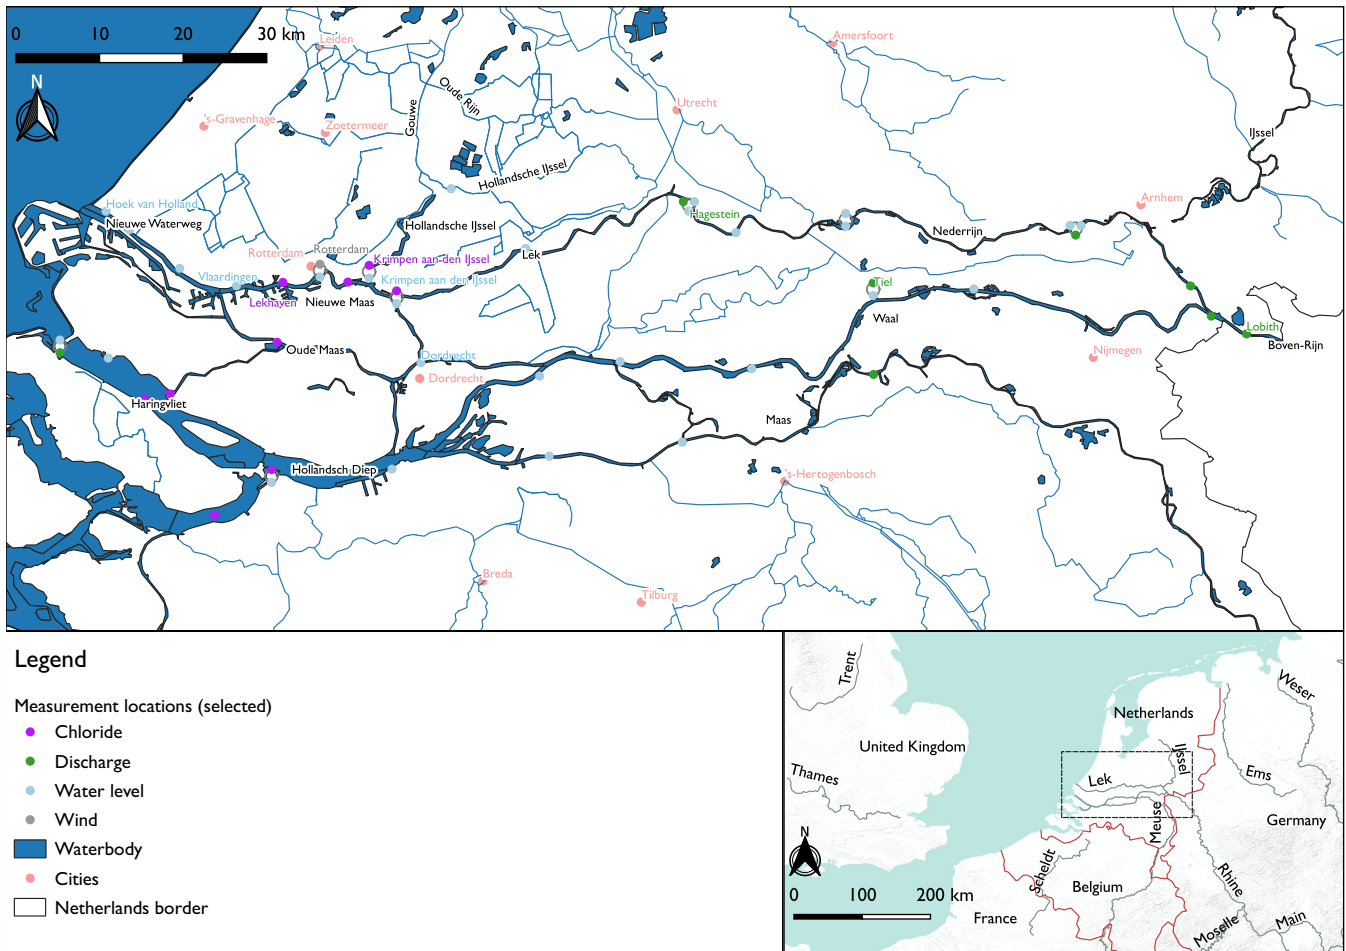 0 10 20 30 km
N
Leiden
Amersfoort
Oude Rijn
Gouwe
Utrecht
's-Gravenhage
Zoetermeer
IJssel
Hollandsche IJssel
Arnhem
Hoek van Holland
Nieuwe Waterweg
Hagestein
Hollandsche IJssel
Nederrijn
Rotterdam
Rotterdam
Krimpen aan den IJssel
Lek
Vlaardingen
Krimpen aan den IJssel
Tiel
Lekhaven
Nieuwe Maas
Waal
Lobith
Boven-Rijn
Oude Maas
Dordrecht
Nijmegen
Dordrecht
Haringvliet
Maas
Hollandsch Diep
's-Hertogenbosch
Breda
Tilburg
Legend
Measurement locations (selected)
Chloride
Discharge
Water level
Wind
Waterbody
Cities
Netherlands border
Trent
Weser
Netherlands
United Kingdom
IJssel
Thames
Lek
Ems
Meuse
Germany
N
Scheldt
Rhine
Belgium
0 100 200 km
France
Moselle
Main